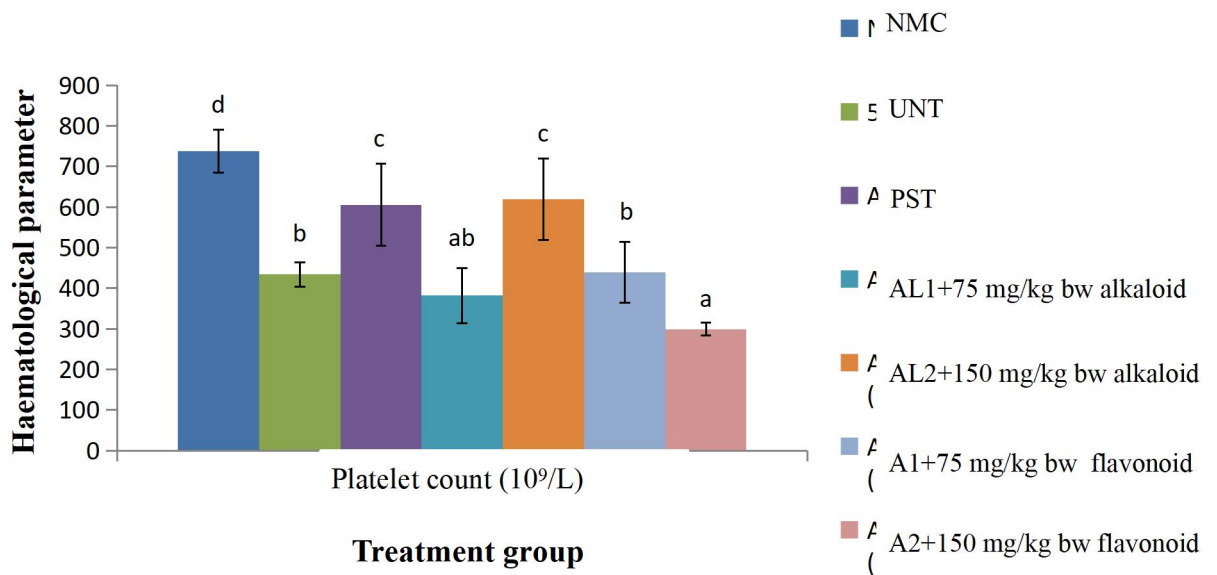 Haematological parameter
900
800
700
600
500
400
300
200
100
0
d
b
c
ab
c
b
a
Platelet count (10⁹/L)
Treatment group
NMC
5 UNT
A PST
A AL1+75 mg/kg bw alkaloid
A AL2+150 mg/kg bw alkaloid
(
A A1+75 mg/kg bw flavonoid
(
A A2+150 mg/kg bw flavonoid
(